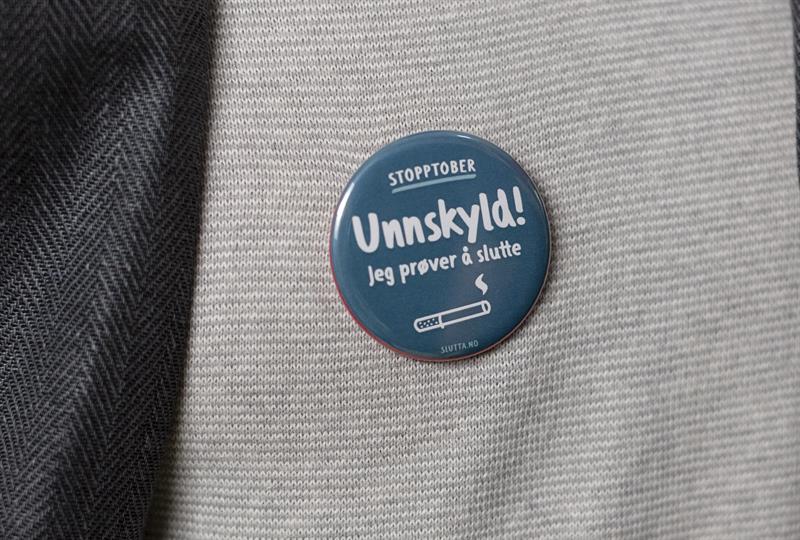 STOPPTOBER
Unnskyld!
Jeg prøver å slutte
SLUTTA.NO